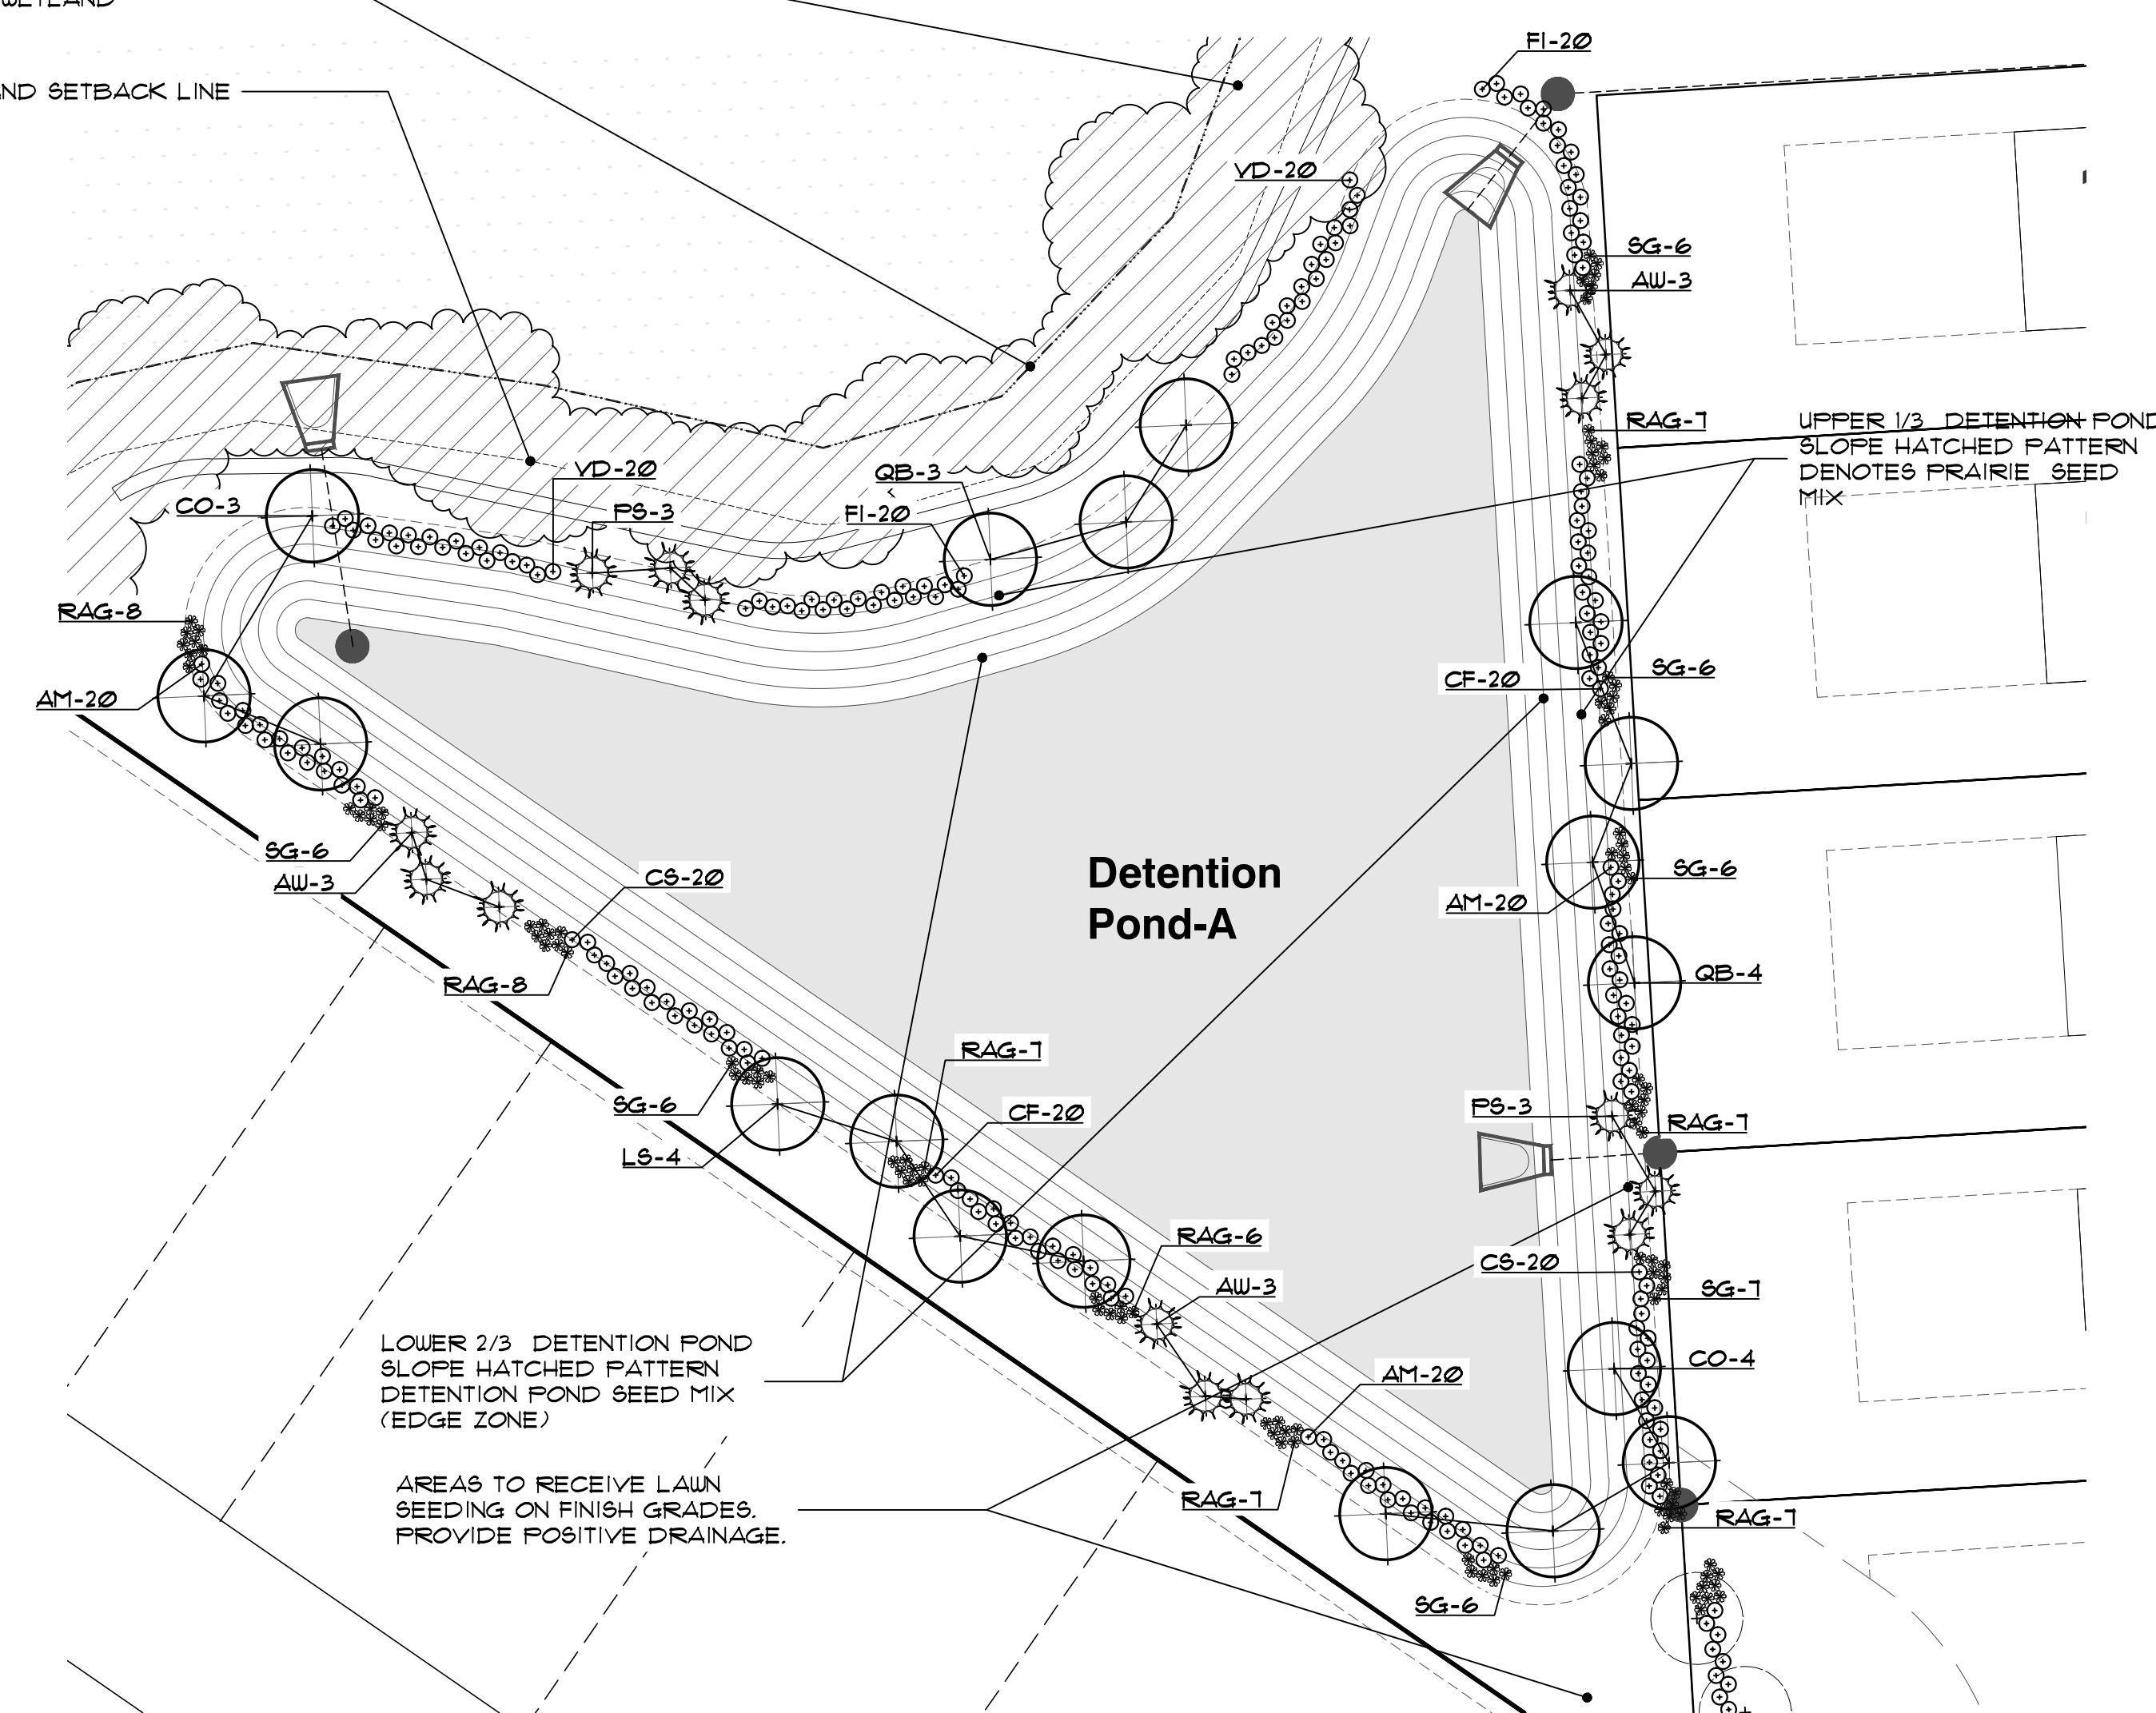 WETLAND
ND SETBACK LINE
FI-20
VD-20
SG-6
AW-3
RAG-7
UPPER 1/3 DETENTION POND
SLOPE HATCHED PATTERN
DENOTES PRAIRIE SEED
MIX
CO-3
VD-20
PS-3
QB-3
FI-20
RAG-8
AM-20
CF-20
SG-6
SG-6
AW-3
CS-20
RAG-8
Detention
Pond-A
AM-20
SG-6
QB-4
RAG-7
CF-20
SG-6
LS-4
PS-3
RAG-7
RAG-6
AW-3
CS-20
SG-7
CO-4
LOWER 2/3 DETENTION POND
SLOPE HATCHED PATTERN
DETENTION POND SEED MIX
(EDGE ZONE)
AM-20
AREAS TO RECEIVE LAWN
SEEDING ON FINISH GRADES.
PROVIDE POSITIVE DRAINAGE.
RAG-7
RAG-7
SG-6